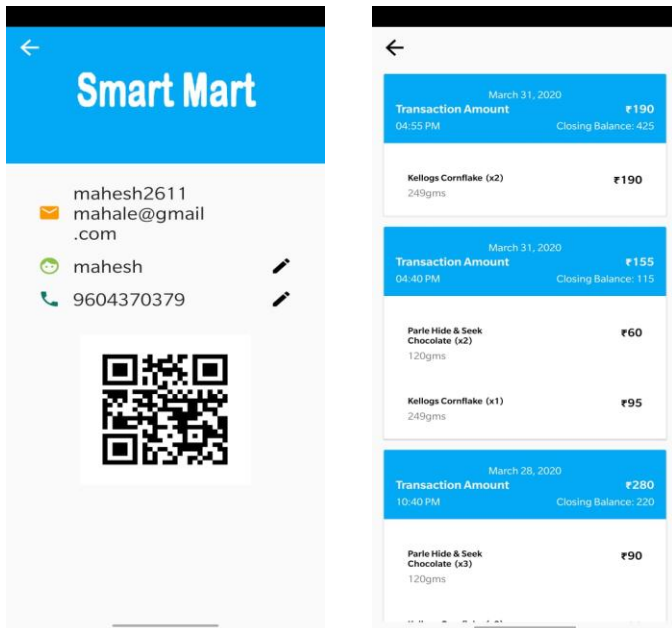 Smart Mart
mahesh2611
mahale@gmail
.com
mahesh
9604370379
March 31, 2020
Transaction Amount ₹190
04:55 PM Closing Balance: 425
Kellogs Cornflake (x2) ₹190
249gms
March 31, 2020
Transaction Amount ₹155
04:40 PM Closing Balance: 115
Parle Hide & Seek ₹60
Chocolate (x2)
120gms
Kellogs Cornflake (x1) ₹95
249gms
March 28, 2020
Transaction Amount ₹280
10:40 PM Closing Balance: 220
Parle Hide & Seek ₹90
Chocolate (x3)
120gms